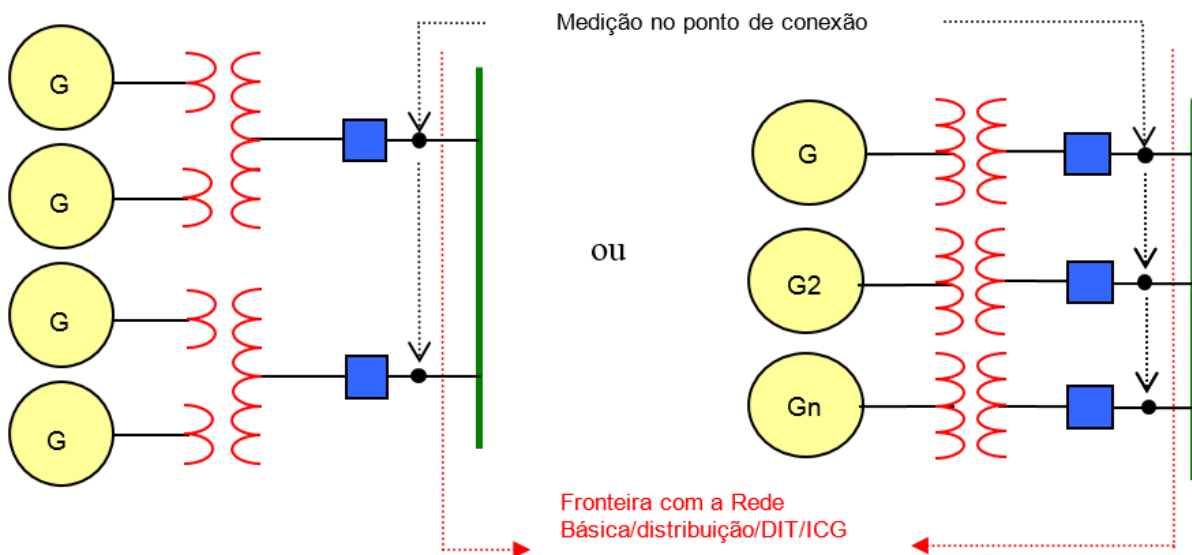 Medição no ponto de conexão
G
G
G
G
ou
G
G2
Gn
Fronteira com a Rede
Básica/distribuição/DIT/ICG